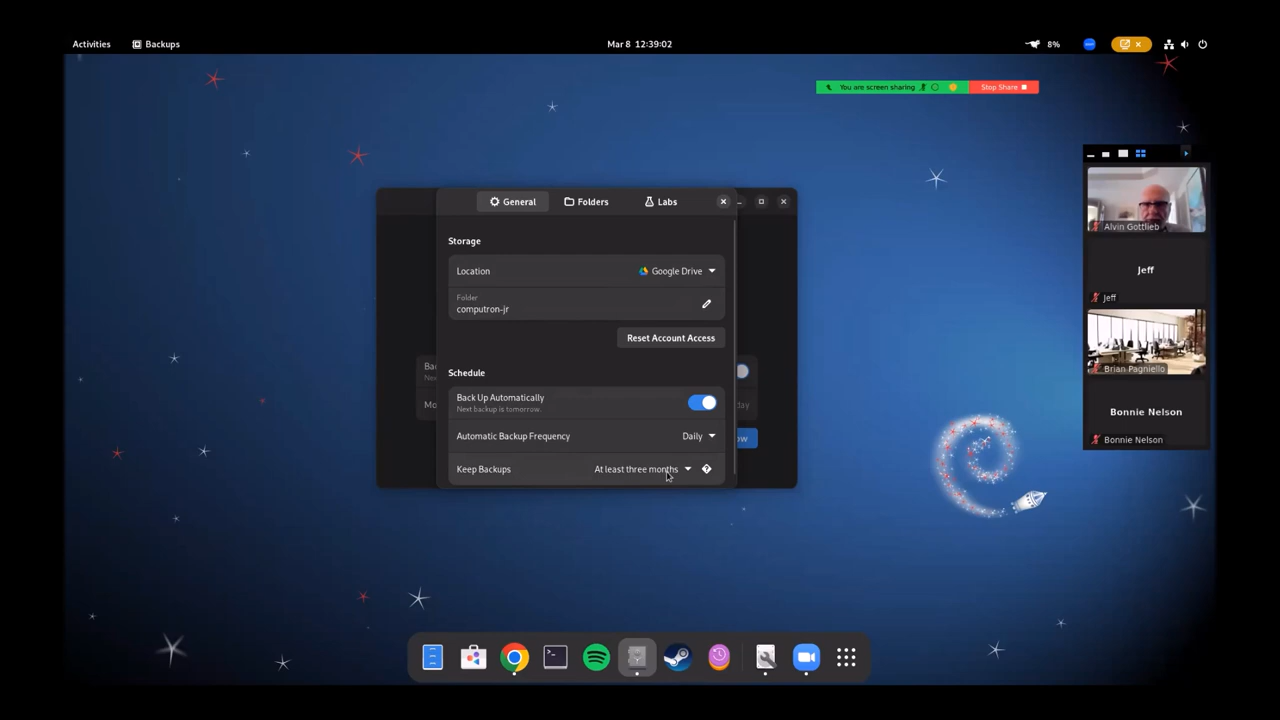 Activities
Backups
Mar 8 12:39:02
8%
You are screen sharing
Stop Share
General
Folders
Labs
Storage
Location
Google Drive
Folder
computron-jr
Reset Account Access
Schedule
Back Up Automatically
Next backup is tomorrow.
Automatic Backup Frequency
Daily
Keep Backups
At least three months
Alvin Gottlieb
Jeff
Jeff
Brian Pagniello
Bonnie Nelson
Bonnie Nelson